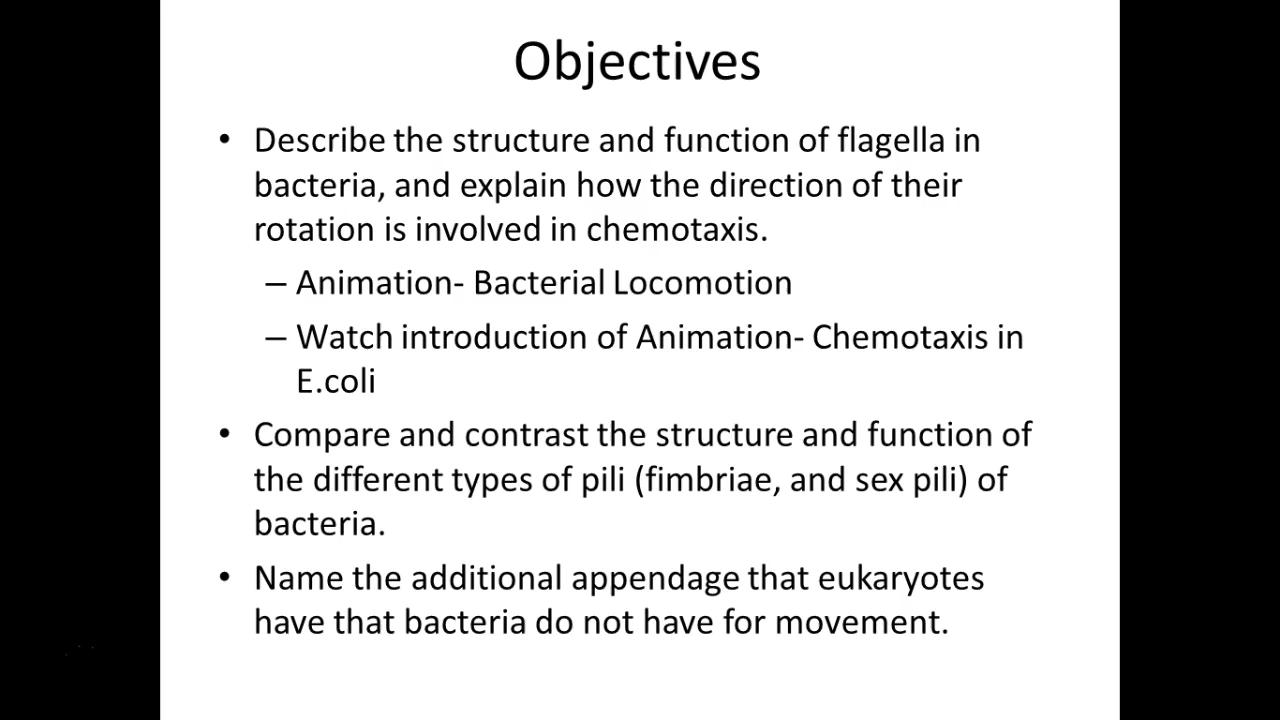 Objectives
• Describe the structure and function of flagella in
bacteria, and explain how the direction of their
rotation is involved in chemotaxis.
– Animation- Bacterial Locomotion
– Watch introduction of Animation- Chemotaxis in
E.coli
• Compare and contrast the structure and function of
the different types of pili (fimbriae, and sex pili) of
bacteria.
• Name the additional appendage that eukaryotes
have that bacteria do not have for movement.